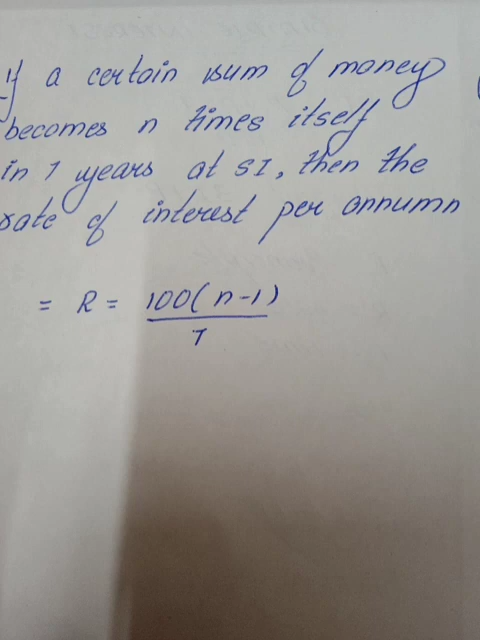 If a certain sum of money
becomes n times itself
in T years at SI, then the
rate of interest per annumn
= R = 100(n-1)
T